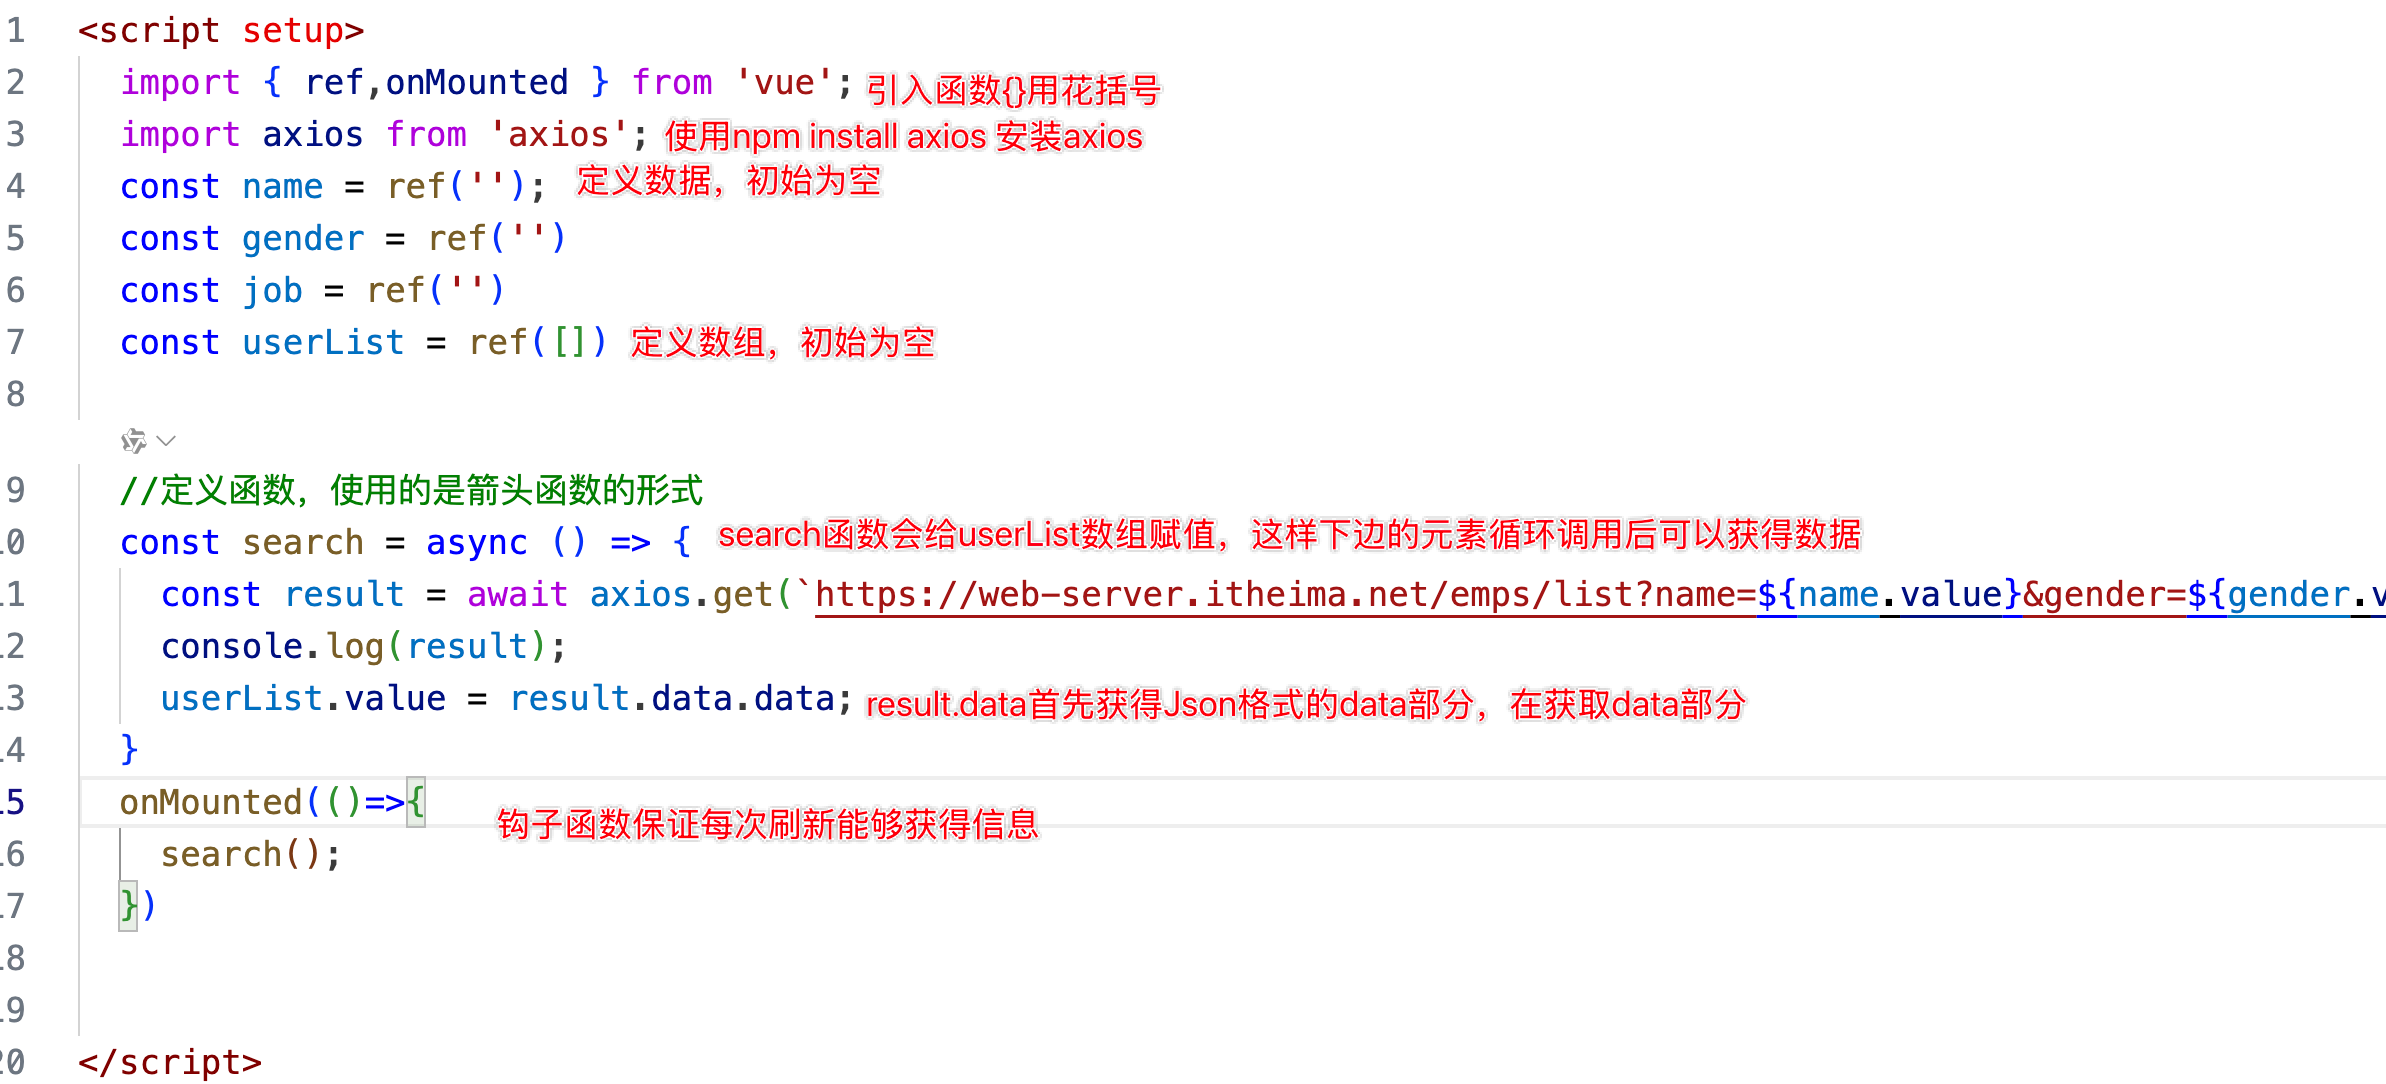 1 <script setup>
2 import { ref,onMounted } from 'vue'; 引入函数{}用花括号
3 import axios from 'axios'; 使用npm install axios 安装axios
4 const name = ref(''); 定义数据，初始为空
5 const gender = ref('')
6 const job = ref('')
7 const userList = ref([]) 定义数组，初始为空
8
9 //定义函数，使用的是箭头函数的形式
10 const search = async () => { search函数会给userList数组赋值，这样下边的元素循环调用后可以获得数据
11 const result = await axios.get(`https://web-server.itheima.net/emps/list?name=${name.value}&gender=${gender.v
12 console.log(result);
13 userList.value = result.data.data; result.data首先获得Json格式的data部分，在获取data部分
14 }
15 onMounted(()=>{ 钩子函数保证每次刷新能够获得信息
16 search();
17 })
18
19
20 </script>